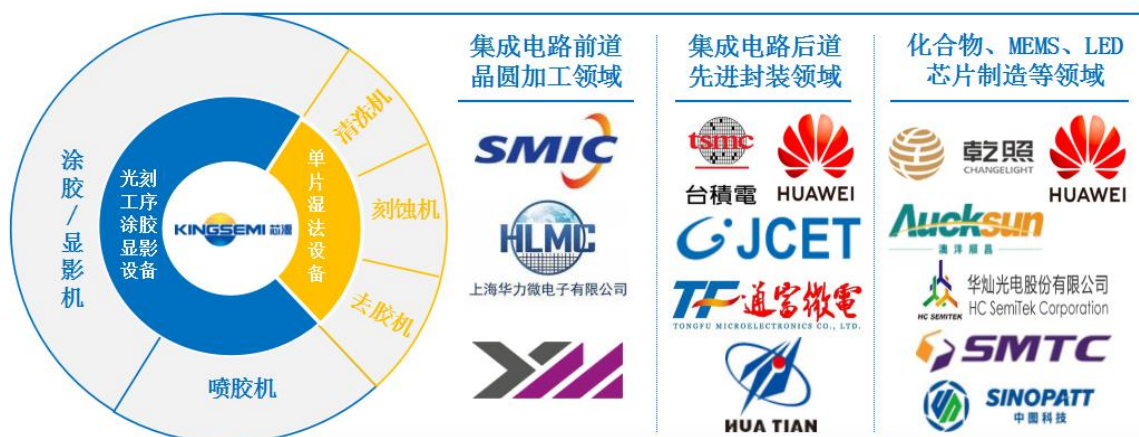 涂胶/显影机
喷胶机
清洗机
刻蚀机
去胶机
光刻
工序
涂胶
显影
设备
单片湿法设备
KINGSEMI 芯源
集成电路前道
晶圆加工领域
SMIC
HLMC
上海华力微电子有限公司
集成电路后道
先进封装领域
tsmc
台積電
HUAWEI
JCET
TF 通富微電
TONGFU MICROELECTRONICS CO., LTD.
HUA TIAN
化合物、MEMS、LED
芯片制造等领域
乾照
CHANGELIGHT
HUAWEI
Aucksun
澳洋顺昌
HC SEMITEK
华灿光电股份有限公司
HC SemiTek Corporation
SMTC
SINOPATT
中图科技